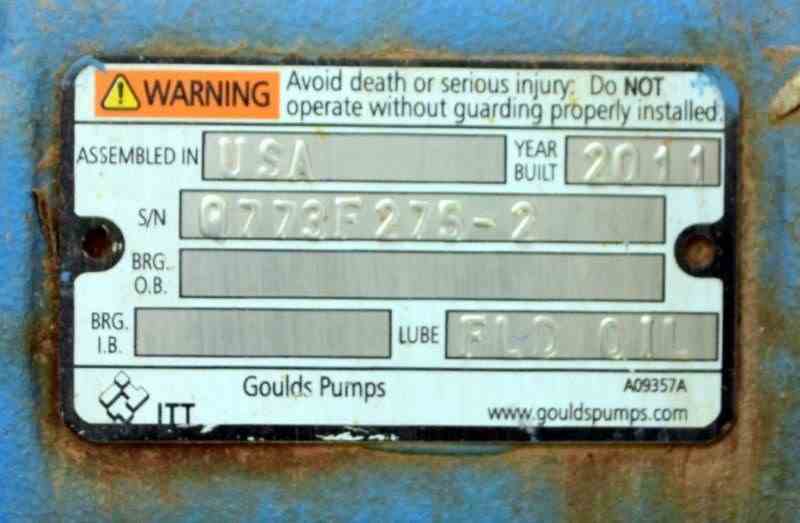 WARNING
Avoid death or serious injury: Do NOT
operate without guarding properly installed.
ASSEMBLED IN USA YEAR BUILT 2011
S/N Q773F275-2
BRG. O.B.
BRG. I.B. LUBE FLD OIL
ITT Goulds Pumps A09357A
www.gouldspumps.com